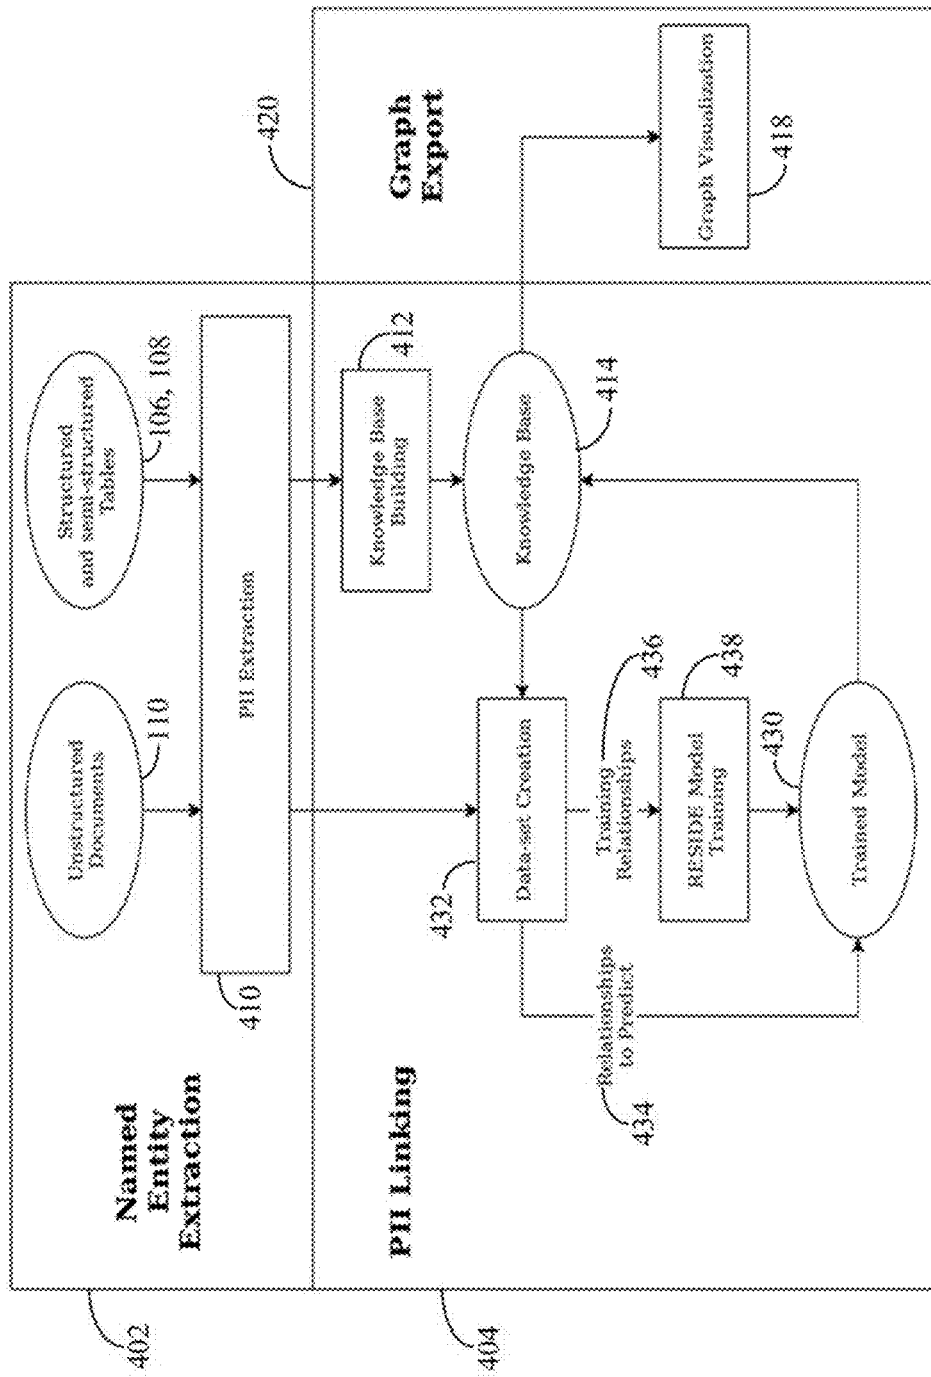 Named
Entity
Extraction
402
Unstructured
Documents
110
Structured
and semi-structured
Tables
106, 108
PII Extraction
410
420
PII Linking
404
Knowledge Base
Building
412
Knowledge Base
414
Data-set Creation
432
Training
Relationships
436
Relationships
to Predict
434
RESIDE Model
Training
438
Trained Model
430
Graph
Export
Graph Visualization
418